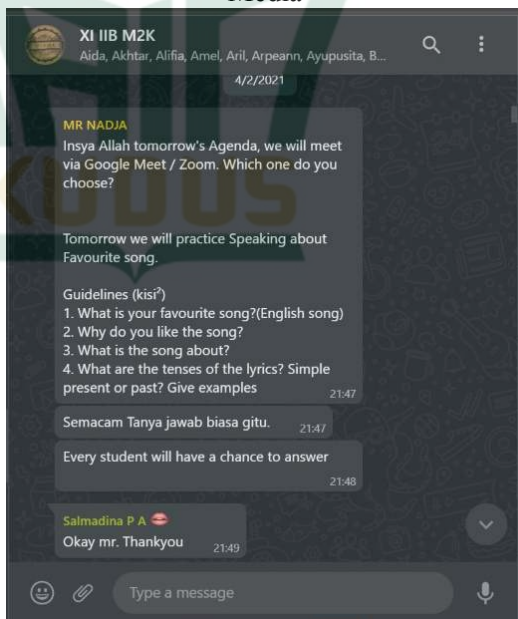 Media
XI IIB M2K
Aida, Akhtar, Alifia, Amel, Aril, Arpeann, Ayupusita, B...
4/2/2021
MR NADJA
Insya Allah tomorrow's Agenda, we will meet
via Google Meet / Zoom. Which one do you
choose?
Tomorrow we will practice Speaking about
Favourite song.
Guidelines (kisi²)
1. What is your favourite song?(English song)
2. Why do you like the song?
3. What is the song about?
4. What are the tenses of the lyrics? Simple
present or past? Give examples
21:47
Semacam Tanya jawab biasa gitu.
21:47
Every student will have a chance to answer
21:48
Salmadina P A
Okay mr. Thankyou
21:49
Type a message
KUDUS